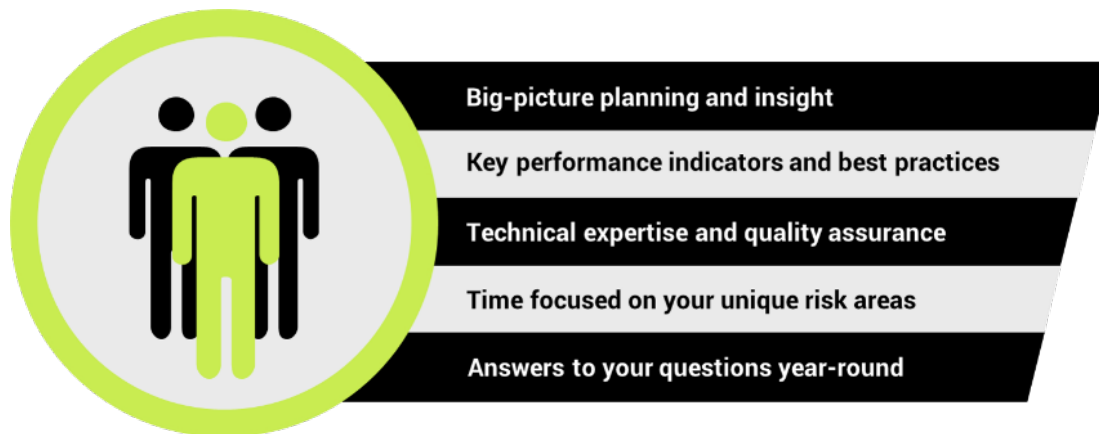 Big-picture planning and insight
Key performance indicators and best practices
Technical expertise and quality assurance
Time focused on your unique risk areas
Answers to your questions year-round